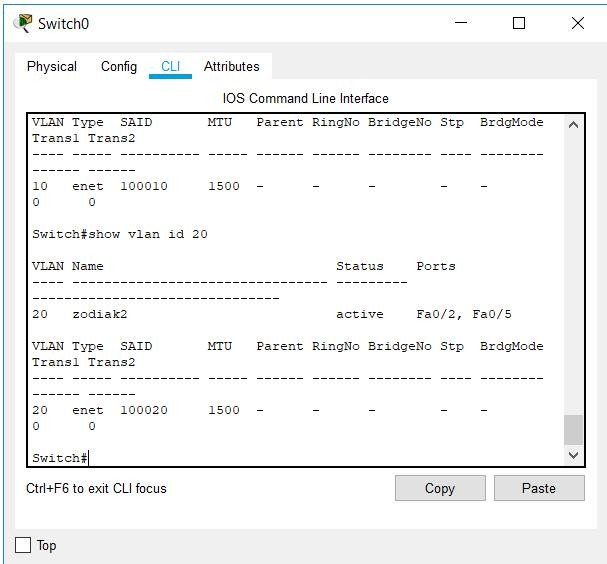 Switch0
Physical Config CLI Attributes
IOS Command Line Interface
VLAN Type  SAID       MTU   Parent RingNo BridgeNo Stp  BrdgMode
Trans1 Trans2
---- ----- ---------- ----- ------ ------ -------- ---- --------
------ ------
10   enet  100010     1500  -      -      -        -    -
0      0
Switch#show vlan id 20
VLAN Name                             Status    Ports
---- -------------------------------- ---------
-------------------------------
20   zodiak2                          active    Fa0/2, Fa0/5
VLAN Type  SAID       MTU   Parent RingNo BridgeNo Stp  BrdgMode
Trans1 Trans2
---- ----- ---------- ----- ------ ------ -------- ---- --------
------ ------
20   enet  100020     1500  -      -      -        -    -
0      0
Switch#
Ctrl+F6 to exit CLI focus
Copy
Paste
Top